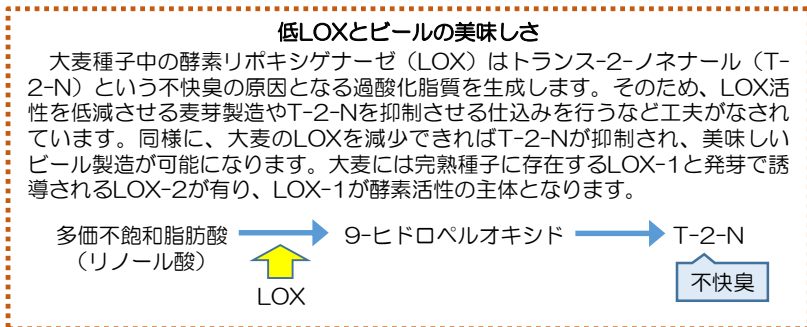 低LOXとビールの美味しさ
大麦種子中の酵素リポキシゲナーゼ（LOX）はトランス-2-ノネナール（T-
2-N）という不快臭の原因となる過酸化脂質を生成します。そのため、LOX活
性を低減させる麦芽製造やT-2-Nを抑制させる仕込みを行うなど工夫がなされ
ています。同様に、大麦のLOXを減少できればT-2-Nが抑制され、美味しい
ビール製造が可能になります。大麦には完熟種子に存在するLOX-1と発芽で誘
導されるLOX-2が有り、LOX-1が酵素活性の主体となります。
多価不飽和脂肪酸 9-ヒドロペルオキシド T-2-N
（リノール酸）
不快臭
LOX